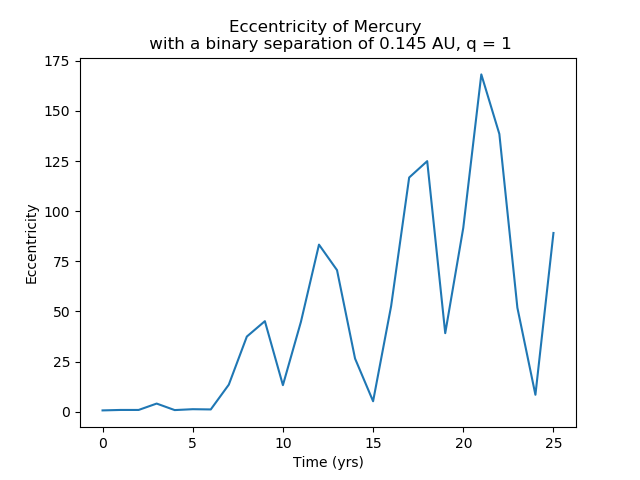 Eccentricity of Mercury
with a binary separation of 0.145 AU, q = 1
175
150
125
100
75
50
25
0
Eccentricity
0 5 10 15 20 25
Time (yrs)